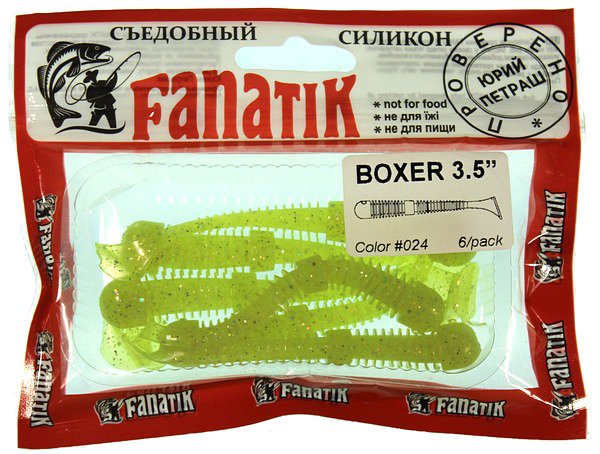 СЪЕДОБНЫЙ СИЛИКОН
FanatiK
* not for food
* не для їжі
* не для пищи
* ПРОВЕРЕНО
ЮРИЙ
ПЕТРАШ
BOXER 3.5”
Color #024 6/pack
FanatiK
FanatiK
FanatiK
FanatiK
FanatiK
FanatiK
FanatiK